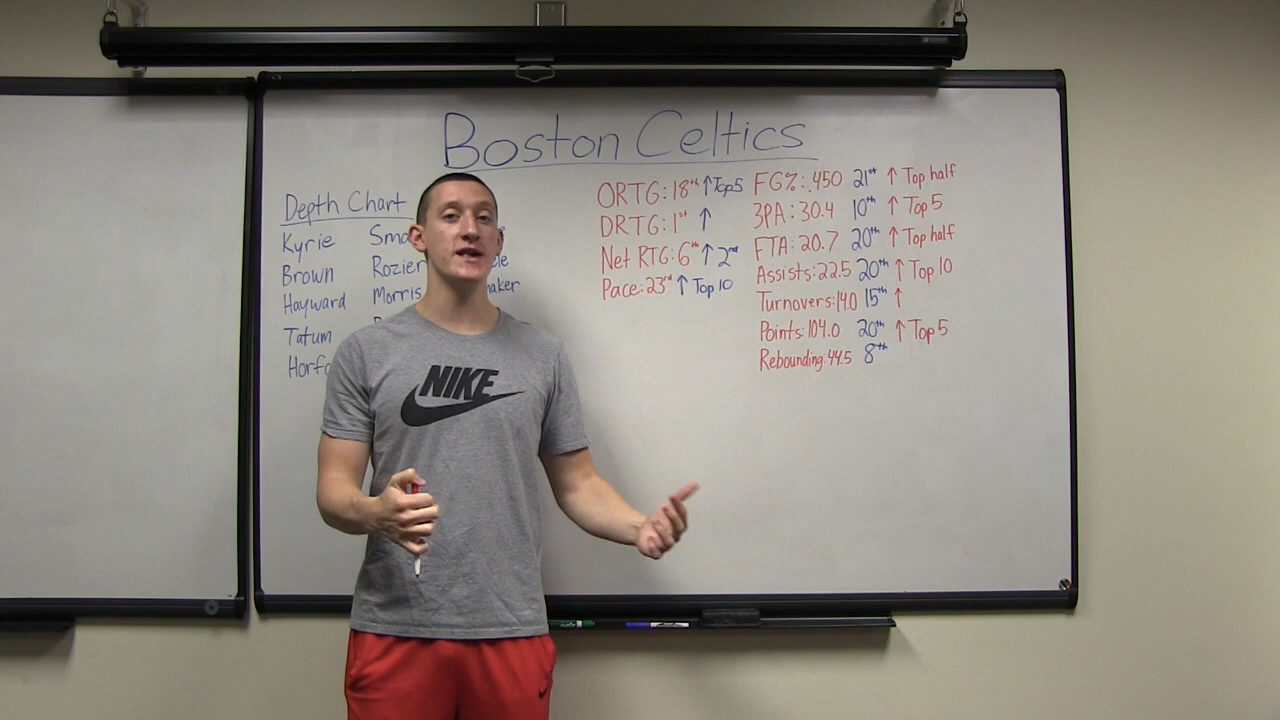 Boston Celtics
Depth Chart
Kyrie
Brown Rozier
Hayward Morris
Tatum
ORTG: 18th ↑ Top 5
DRTG: 1st ↑
Net RTG: 6th ↑ 2nd
Pace: 23rd ↑ Top 10
FG%: .450 21st ↑ Top half
3PA: 30.4 10th ↑ Top 5
FTA: 20.7 20th ↑ Top half
Assists: 22.5 20th ↑ Top 10
Turnovers: 14.0 15th ↑
Points: 104.0 20th ↑ Top 5
Rebounding: 44.5 8th
NIKE